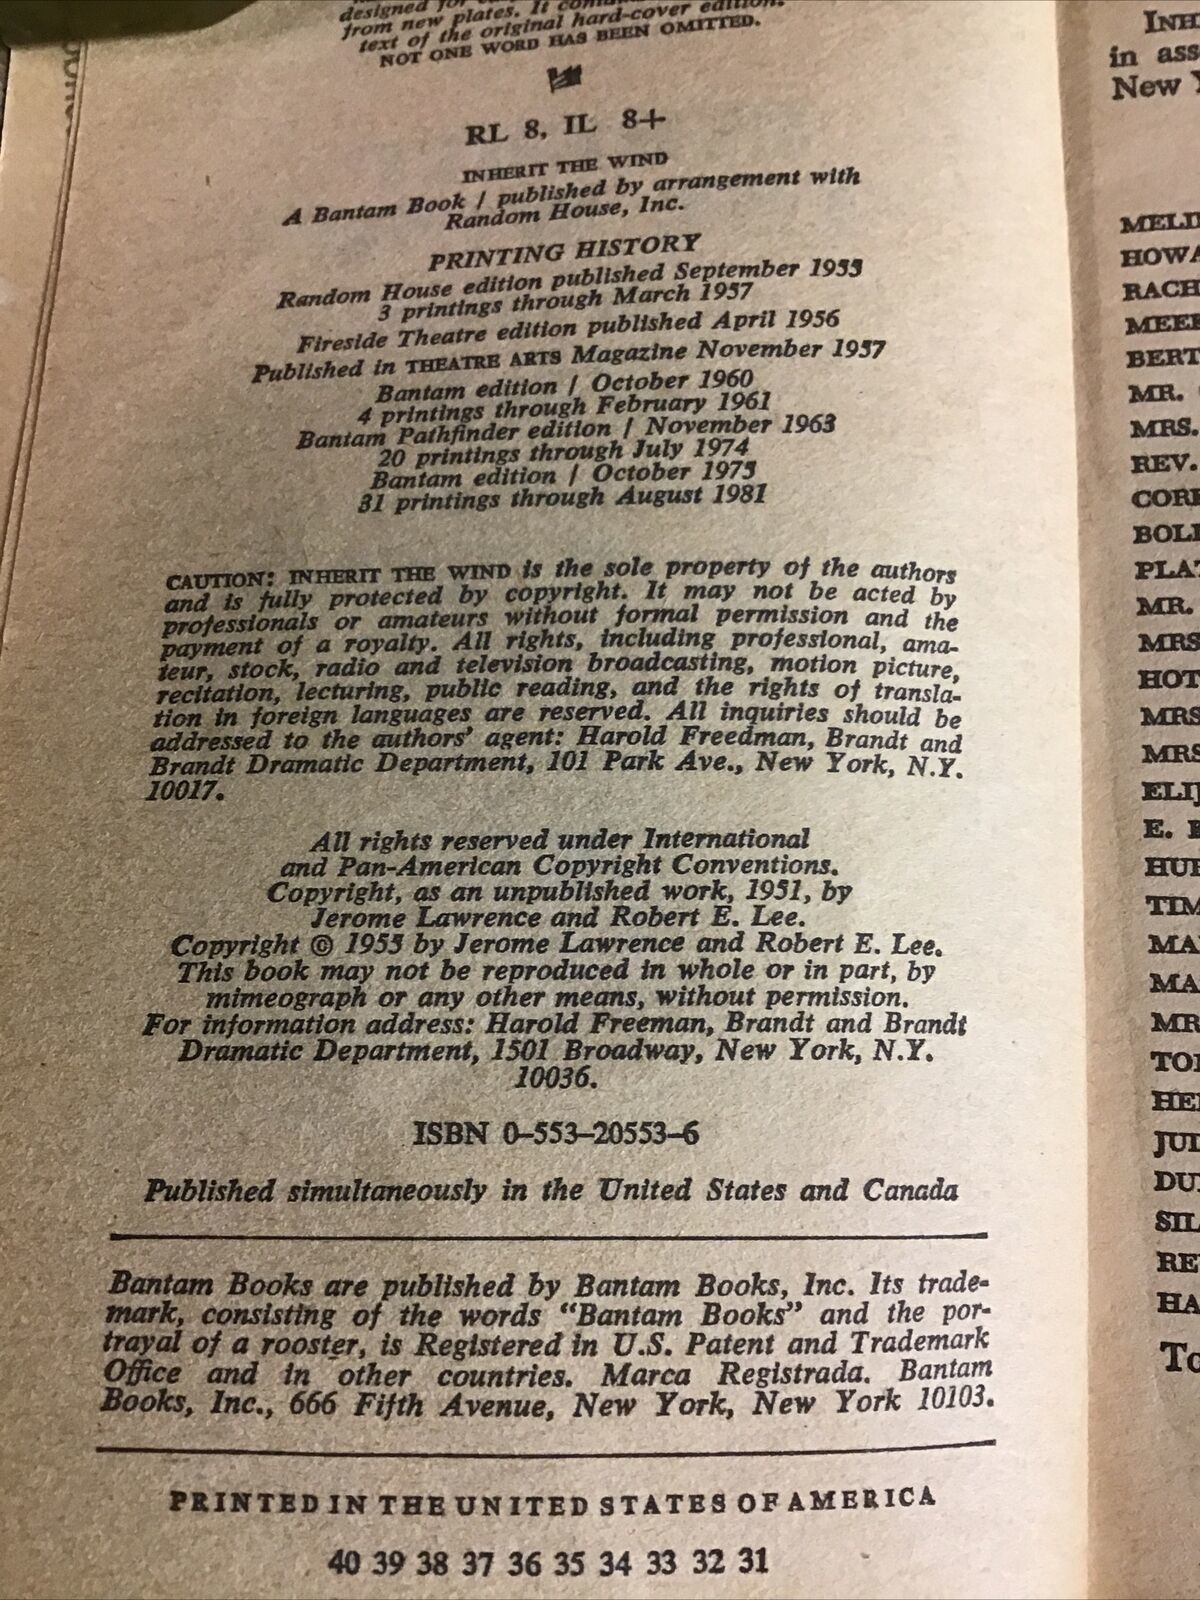 designed for
from new plates. It
text of the original hard-cover edition.
NOT ONE WORD HAS BEEN OMITTED.
RL 8, IL 8+
INHERIT THE WIND
A Bantam Book / published by arrangement with
Random House, Inc.
PRINTING HISTORY
Random House edition published September 1955
3 printings through March 1957
Fireside Theatre edition published April 1956
Published in THEATRE ARTS Magazine November 1957
Bantam edition / October 1960
4 printings through February 1961
Bantam Pathfinder edition / November 1963
20 printings through July 1974
Bantam edition / October 1975
31 printings through August 1981
CAUTION: INHERIT THE WIND is the sole property of the authors
and is fully protected by copyright. It may not be acted by
professionals or amateurs without formal permission and the
payment of a royalty. All rights, including professional, ama-
teur, stock, radio and television broadcasting, motion picture,
recitation, lecturing, public reading, and the rights of transla-
tion in foreign languages are reserved. All inquiries should be
addressed to the authors' agent: Harold Freedman, Brandt and
Brandt Dramatic Department, 101 Park Ave., New York, N.Y.
10017.
All rights reserved under International
and Pan-American Copyright Conventions.
Copyright, as an unpublished work, 1951, by
Jerome Lawrence and Robert E. Lee.
Copyright © 1955 by Jerome Lawrence and Robert E. Lee.
This book may not be reproduced in whole or in part, by
mimeograph or any other means, without permission.
For information address: Harold Freeman, Brandt and Brandt
Dramatic Department, 1501 Broadway, New York, N.Y.
10036.
ISBN 0-553-20553-6
Published simultaneously in the United States and Canada
Bantam Books are published by Bantam Books, Inc. Its trade-
mark, consisting of the words "Bantam Books" and the por-
trayal of a rooster, is Registered in U.S. Patent and Trademark
Office and in other countries. Marca Registrada. Bantam
Books, Inc., 666 Fifth Avenue, New York, New York 10103.
PRINTED IN THE UNITED STATES OF AMERICA
40 39 38 37 36 35 34 33 32 31
in
New
MR.
MRS.
REV.
MR.
E.